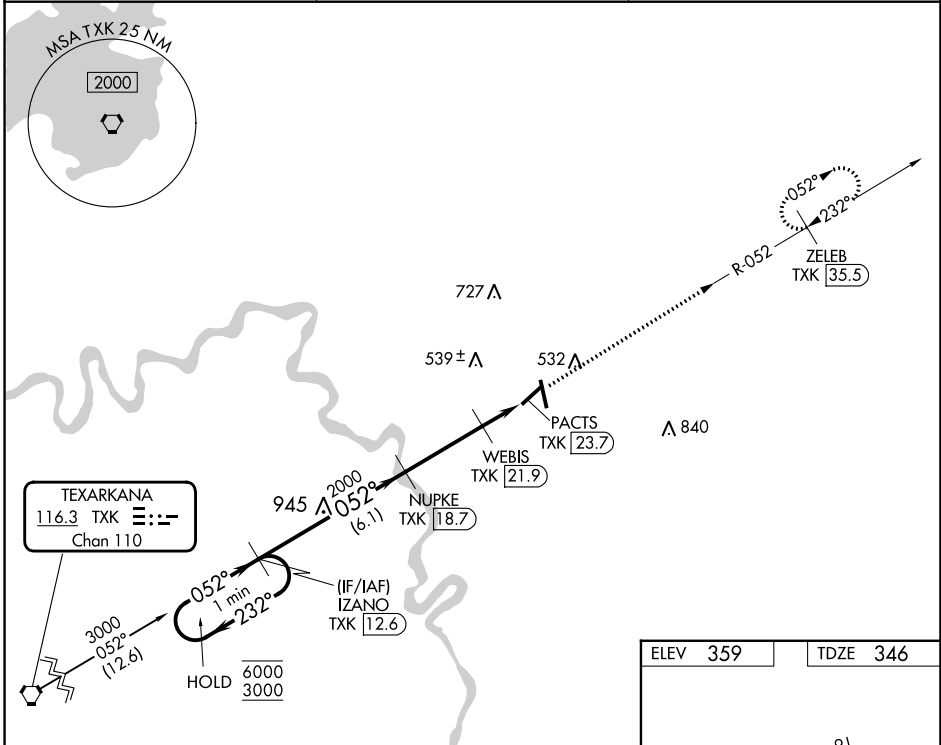 MSA TXK 25 NM
2000
052°
232°
R-052
ZELEB
TXK 35.5
727
539 ±
532
PACTS
TXK 23.7
840
WEBIS
TXK 21.9
NUPKE
TXK 18.7
945
2000
052°
(6.1)
TEXARKANA
116.3 TXK
Chan 110
052°
1 min
232°
(IF/IAF)
IZANO
TXK 12.6
3000
052°
(12.6)
HOLD
6000
3000
ELEV 359
TDZE 346